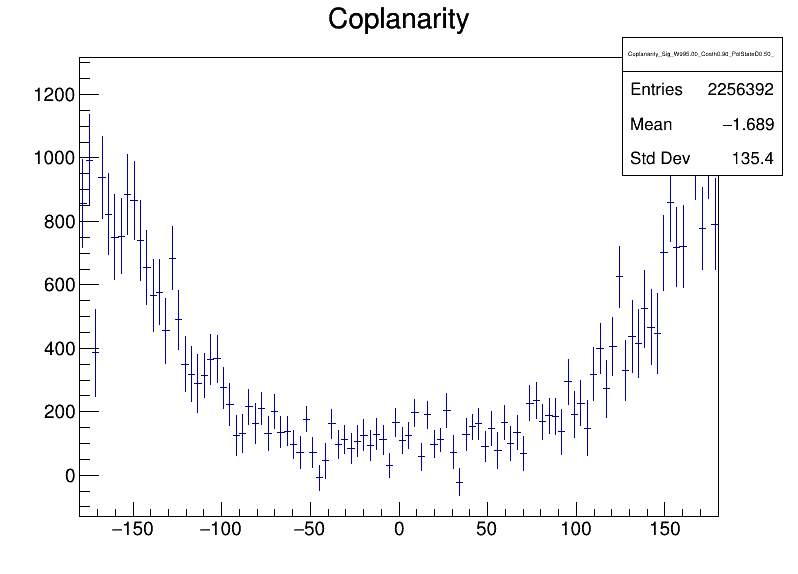 Coplanarity
Coplanarity_Sig_W995.00_Costh0.90_PolState0.50_
Entries 2256392
Mean −1.689
Std Dev 135.4
1200
1000
800
600
400
200
0
−150 −100 −50 0 50 100 150